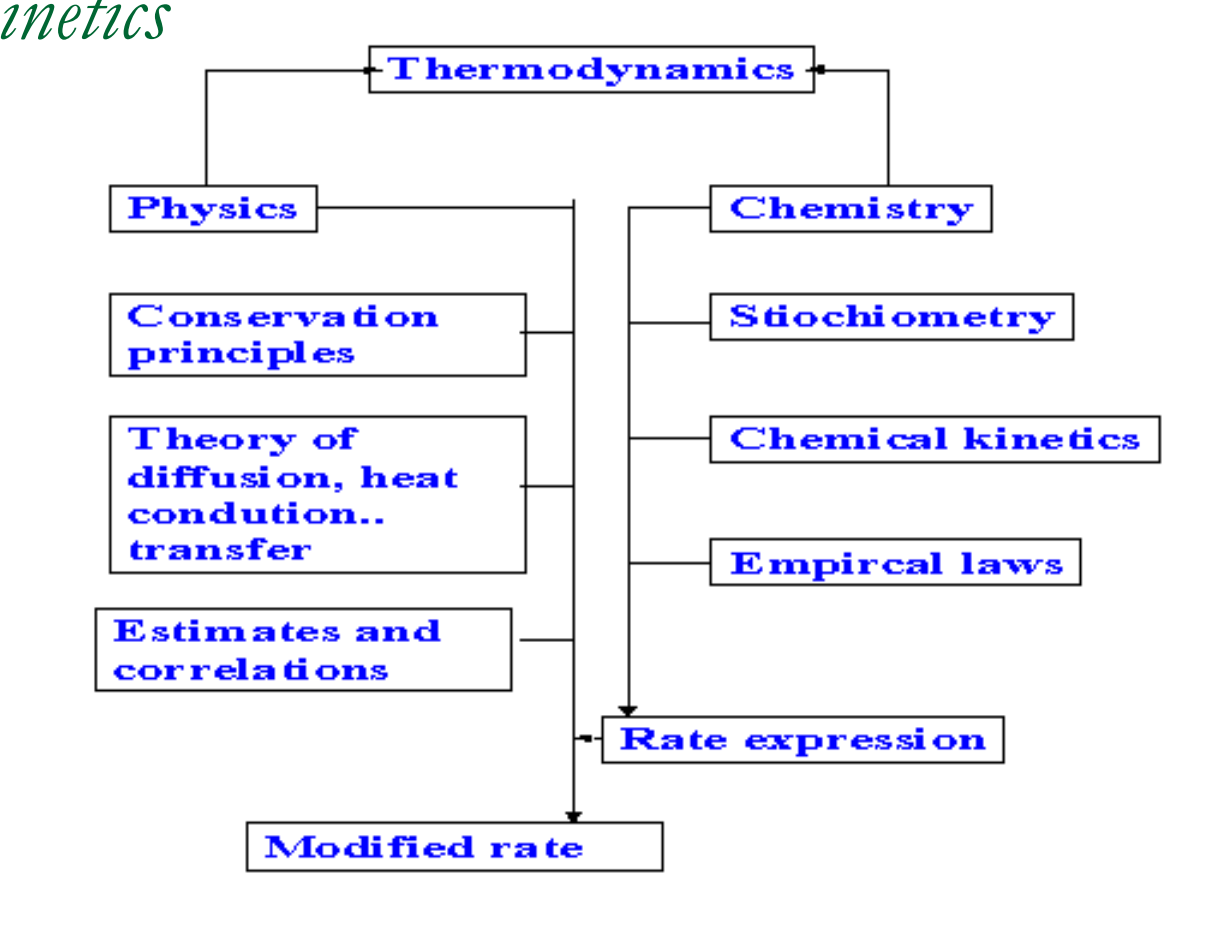 inetics
Thermodynamics
Physics
Chemistry
Conservation
principles
Stiochiometry
Theory of
diffusion, heat
condution..
transfer
Chemical kinetics
Empircal laws
Estimates and
correlations
Rate expression
Modified rate